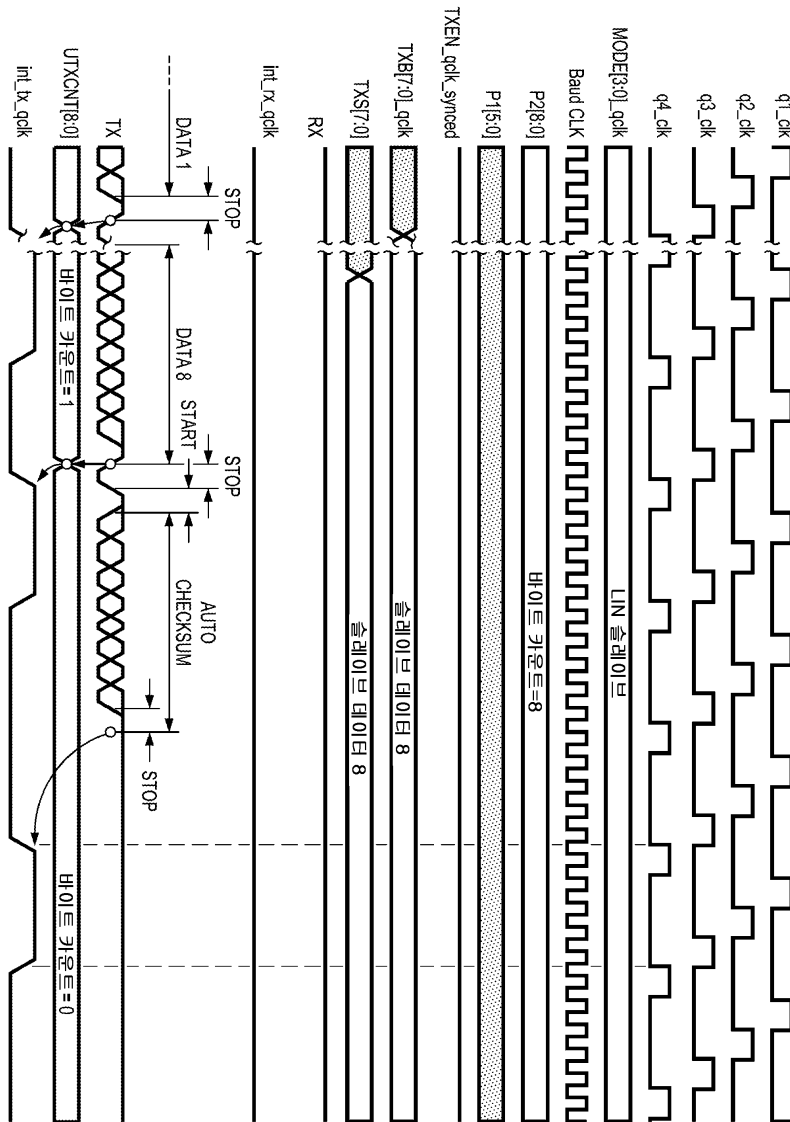 q1_clk
q2_clk
q3_clk
q4_clk
MODE[3:0]_qclk
LIN 슬레이브
Baud CLK
P2[8:0]
바이트 카운트=8
P1[5:0]
TXEN_qclk_synced
TXB[7:0]_qclk
슬레이브 데이터 8
TXS[7:0]
슬레이브 데이터 8
RX
int_rx_qclk
STOP
STOP
AUTO
CHECKSUM
START
STOP
DATA 1
DATA 8
TX
UTXCNT[8:0]
바이트 카운트=1
바이트 카운트=0
int_tx_qclk